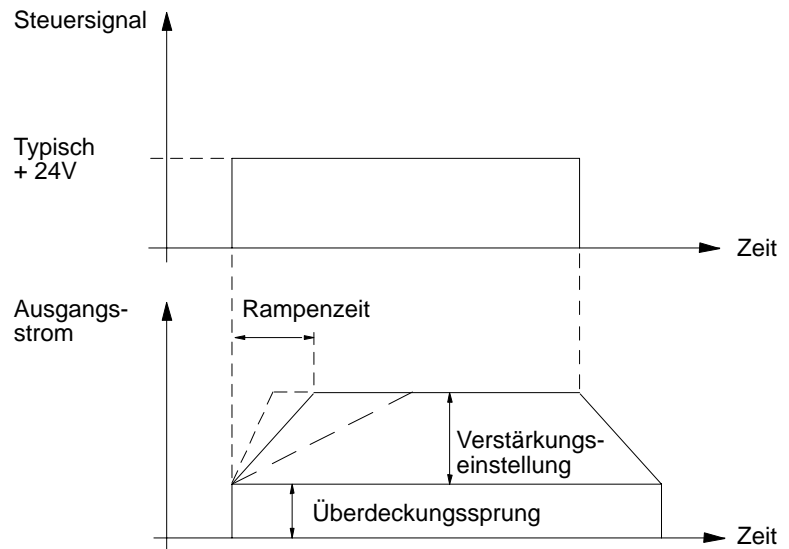 Steuersignal
Typisch
+ 24V
Zeit
Ausgangs-
strom
Rampenzeit
Verstärkungs-
einstellung
Überdeckungssprung
Zeit